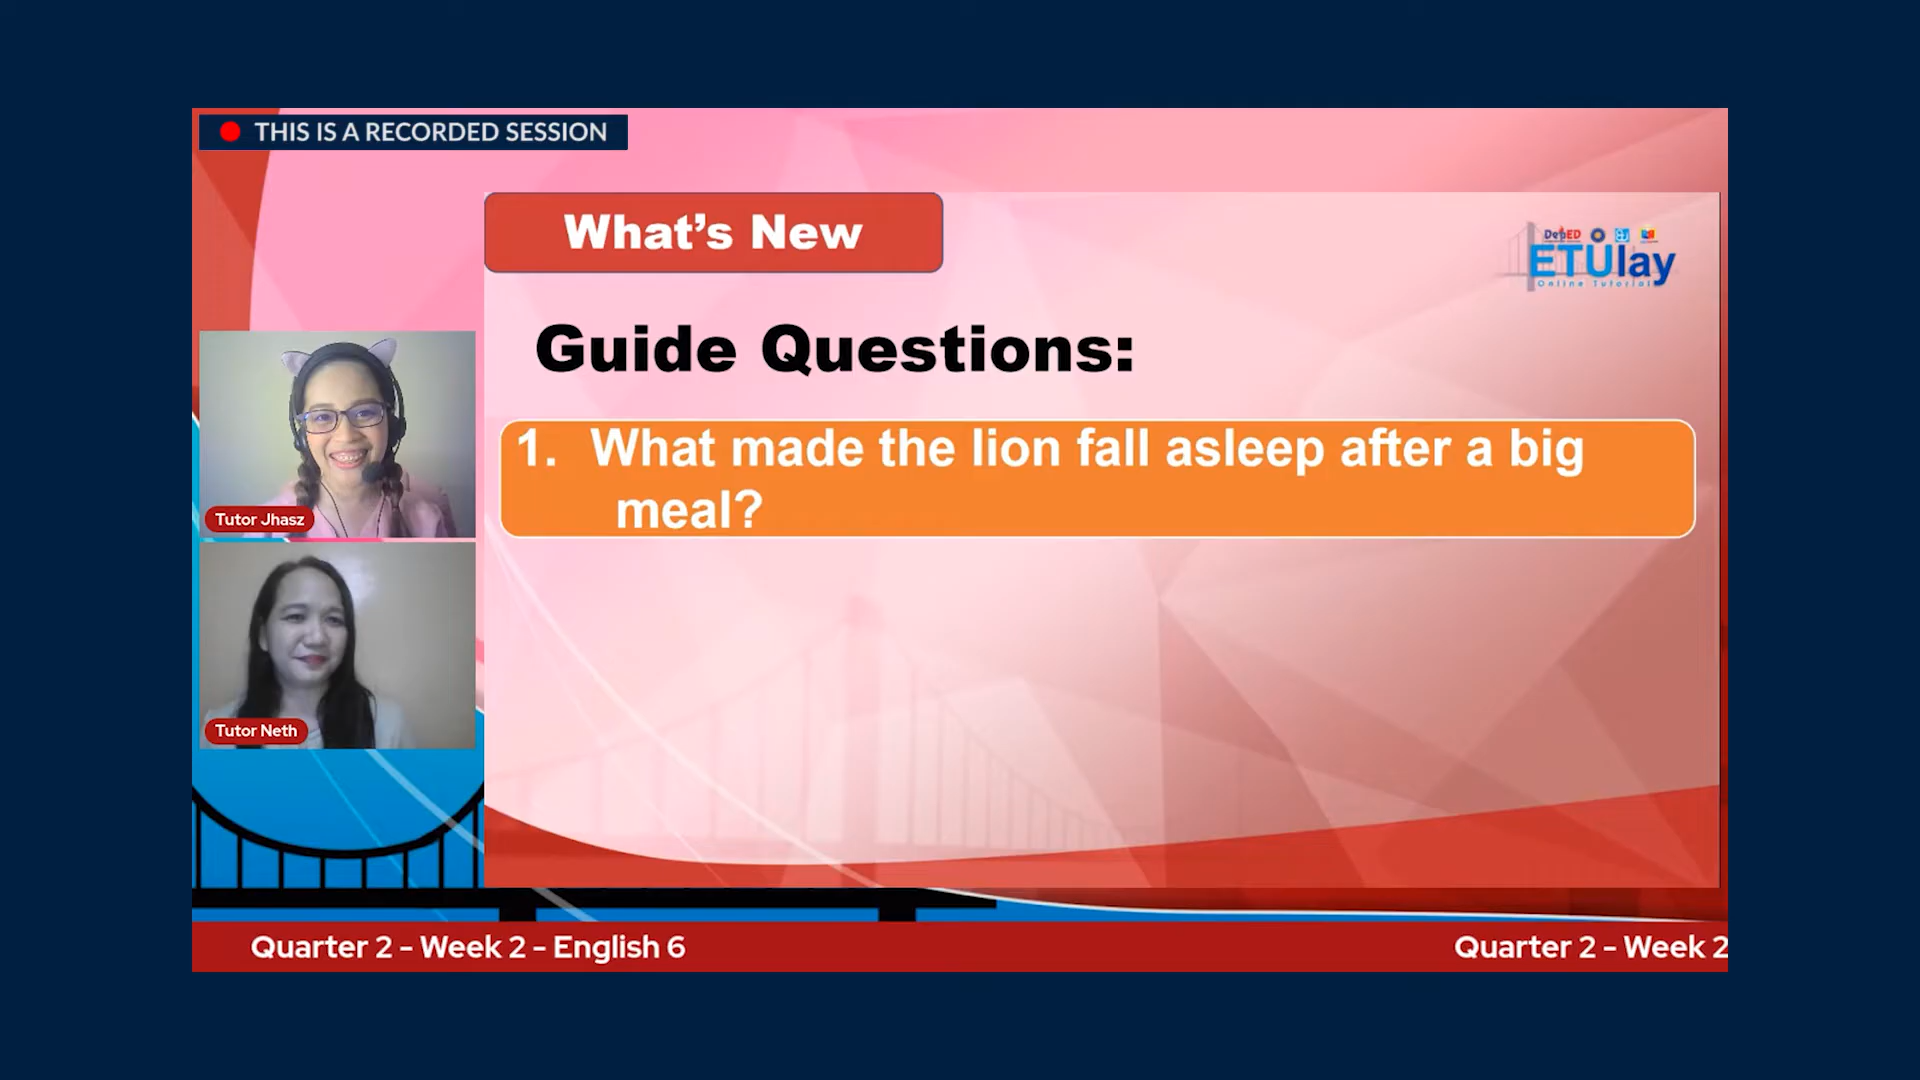 THIS IS A RECORDED SESSION
What's New
DepED
ETUlay
Online Tutorial
Guide Questions:
1. What made the lion fall asleep after a big
meal?
Tutor Jhasz
Tutor Neth
Quarter 2 - Week 2 - English 6
Quarter 2 - Week 2